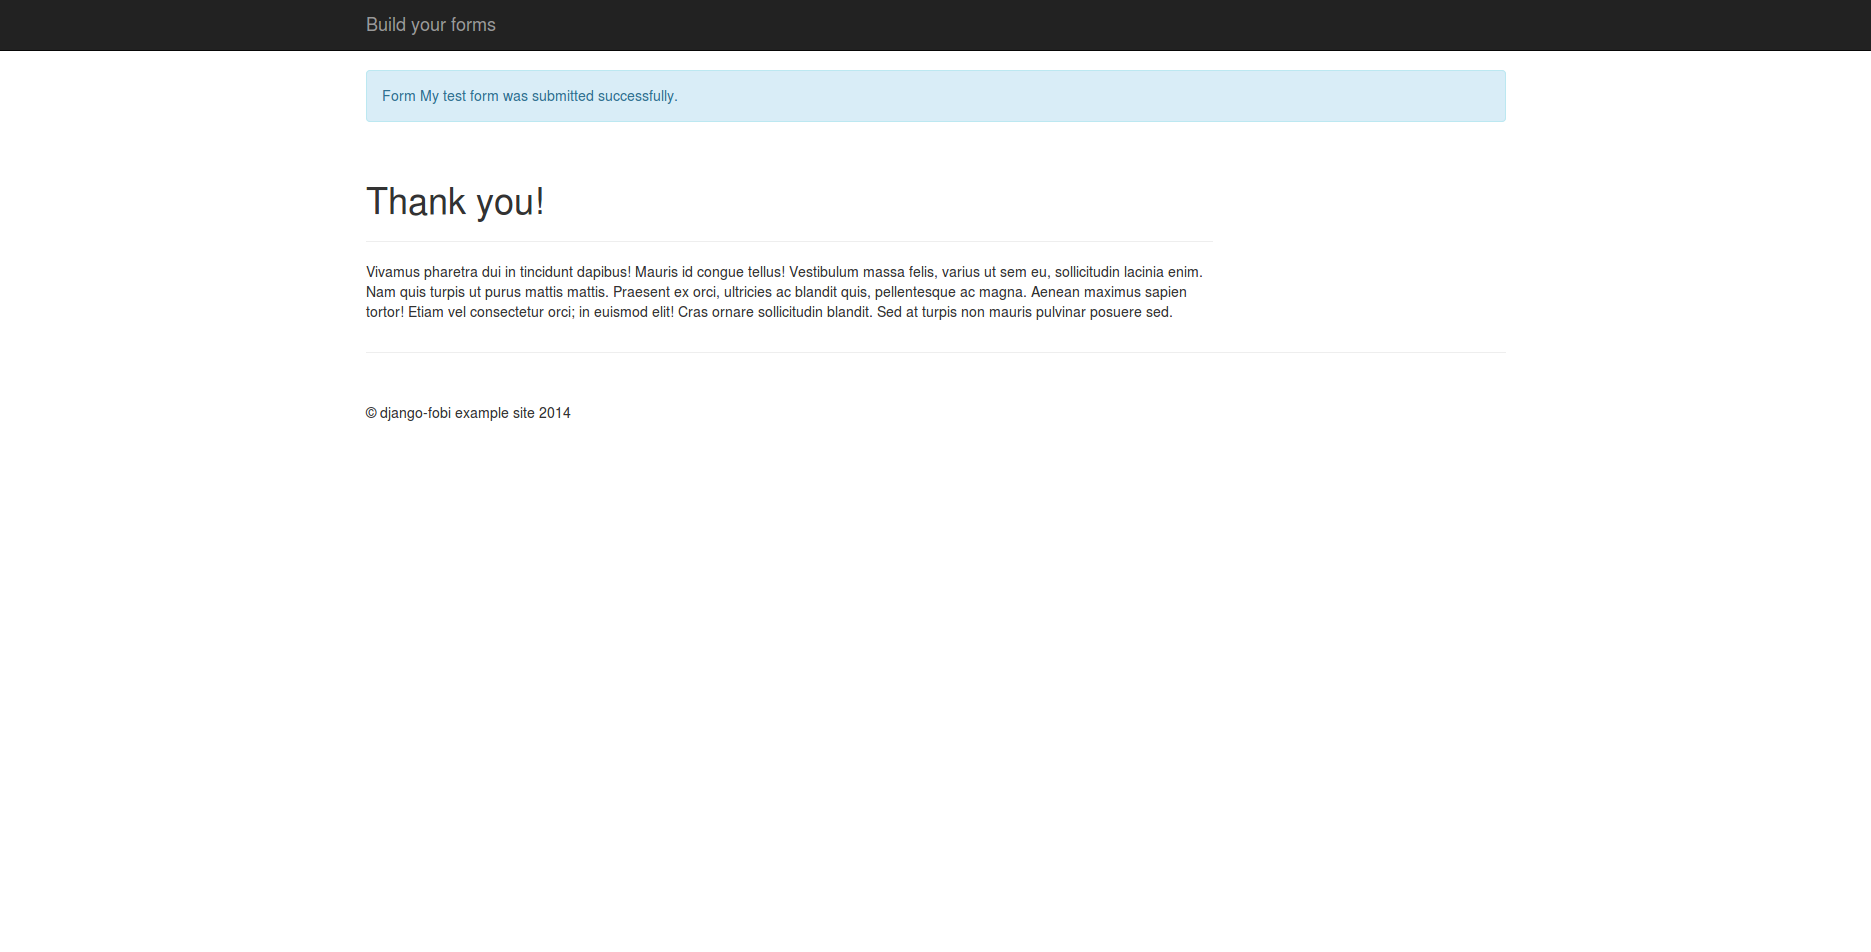 Build your forms
Form My test form was submitted successfully.
Thank you!
Vivamus pharetra dui in tincidunt dapibus! Mauris id congue tellus! Vestibulum massa felis, varius ut sem eu, sollicitudin lacinia enim.
Nam quis turpis ut purus mattis mattis. Praesent ex orci, ultricies ac blandit quis, pellentesque ac magna. Aenean maximus sapien
tortor! Etiam vel consectetur orci; in euismod elit! Cras ornare sollicitudin blandit. Sed at turpis non mauris pulvinar posuere sed.
© django-fobi example site 2014